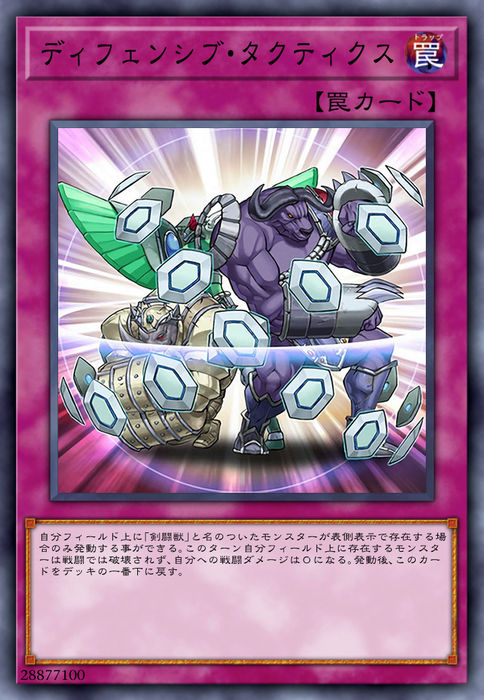 ディフェンシブ・タクティクス
トラップ
罠
【罠カード】
自分フィールド上に「剣闘獣」と名のついたモンスターが表側表示で存在する場
合のみ発動する事ができる。このターン自分フィールド上に存在するモンスタ
ーは戦闘では破壊されず、自分への戦闘ダメージは０になる。発動後、このカー
ドをデッキの一番下に戻す。
28877100